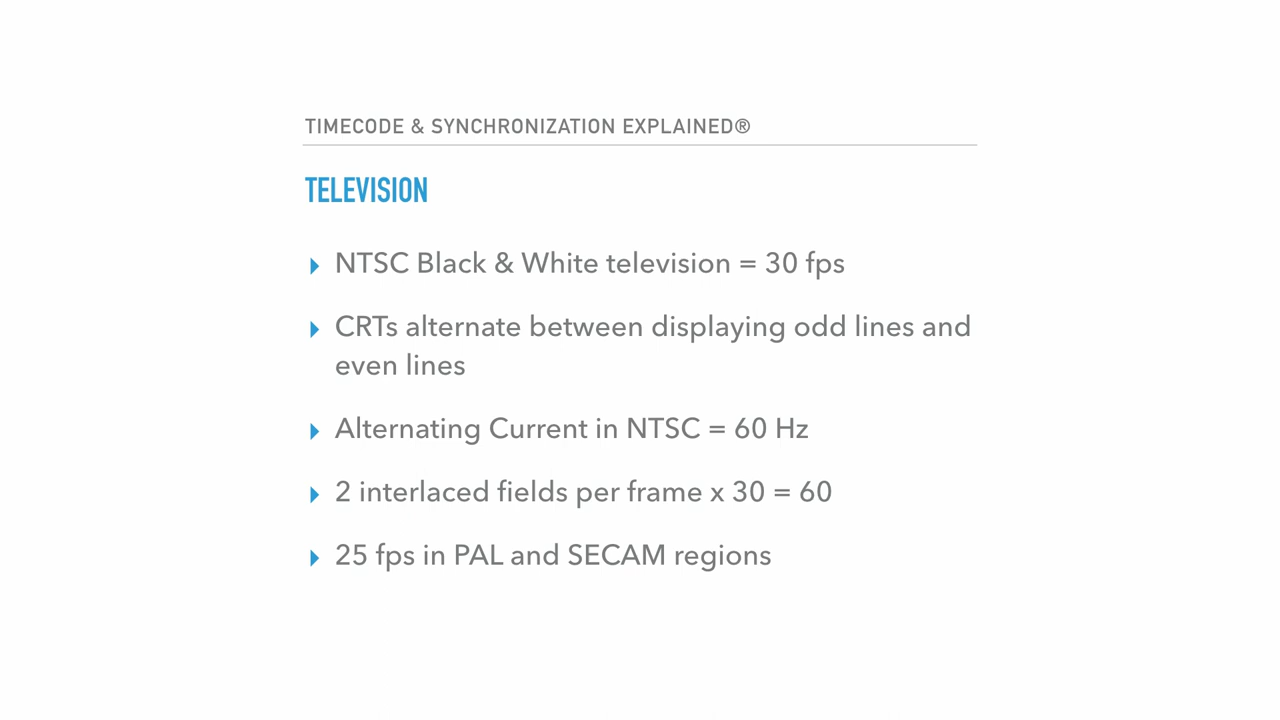 TIMECODE & SYNCHRONIZATION EXPLAINED®
TELEVISION
NTSC Black & White television = 30 fps
CRTs alternate between displaying odd lines and
even lines
Alternating Current in NTSC = 60 Hz
2 interlaced fields per frame x 30 = 60
25 fps in PAL and SECAM regions